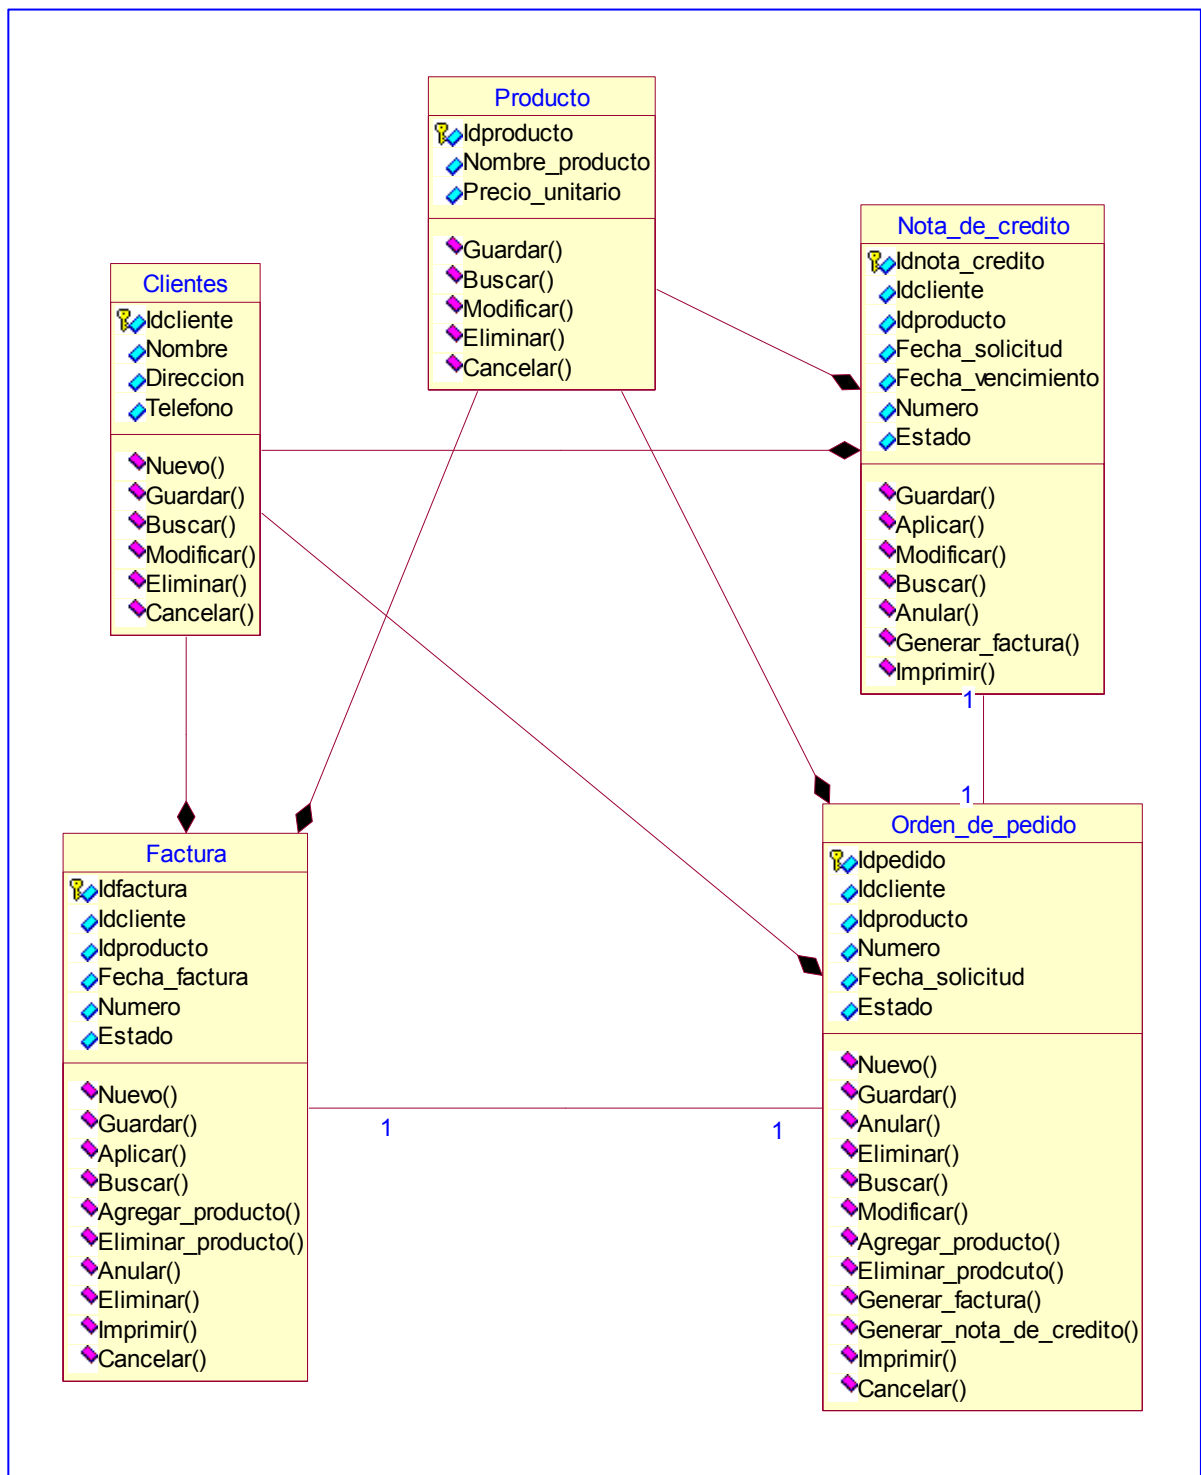 Producto
Idproducto
Nombre_producto
Precio_unitario
Guardar()
Buscar()
Modificar()
Eliminar()
Cancelar()
Nota_de_credito
Idnota_credito
Idcliente
Idproducto
Fecha_solicitud
Fecha_vencimiento
Numero
Estado
Guardar()
Aplicar()
Modificar()
Buscar()
Anular()
Generar_factura()
Imprimir()
1
Clientes
Idcliente
Nombre
Direccion
Telefono
Nuevo()
Guardar()
Buscar()
Modificar()
Eliminar()
Cancelar()
1
Factura
Idfactura
Idcliente
Idproducto
Fecha_factura
Numero
Estado
Nuevo()
Guardar()
Aplicar()
Buscar()
Agregar_producto()
Eliminar_producto()
Anular()
Eliminar()
Imprimir()
Cancelar()
1
1
Orden_de_pedido
Idpedido
Idcliente
Idproducto
Numero
Fecha_solicitud
Estado
Nuevo()
Guardar()
Anular()
Eliminar()
Buscar()
Modificar()
Agregar_producto()
Eliminar_prodcuto()
Generar_factura()
Generar_nota_de_credito()
Imprimir()
Cancelar()